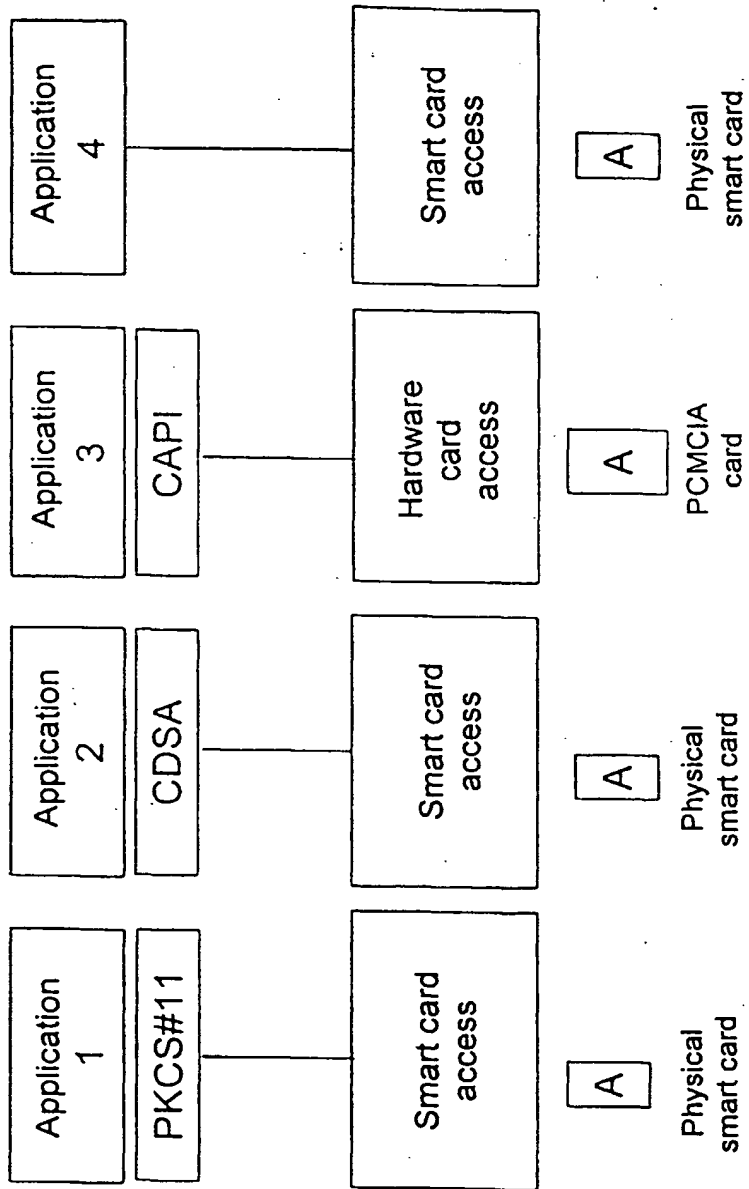 Application
1
PKCS#11
Smart card
access
A
Physical
smart card
Application
2
CDSA
Smart card
access
A
Physical
smart card
Application
3
CAPI
Hardware
card
access
A
PCMCIA
card
Application
4
Smart card
access
A
Physical
smart card